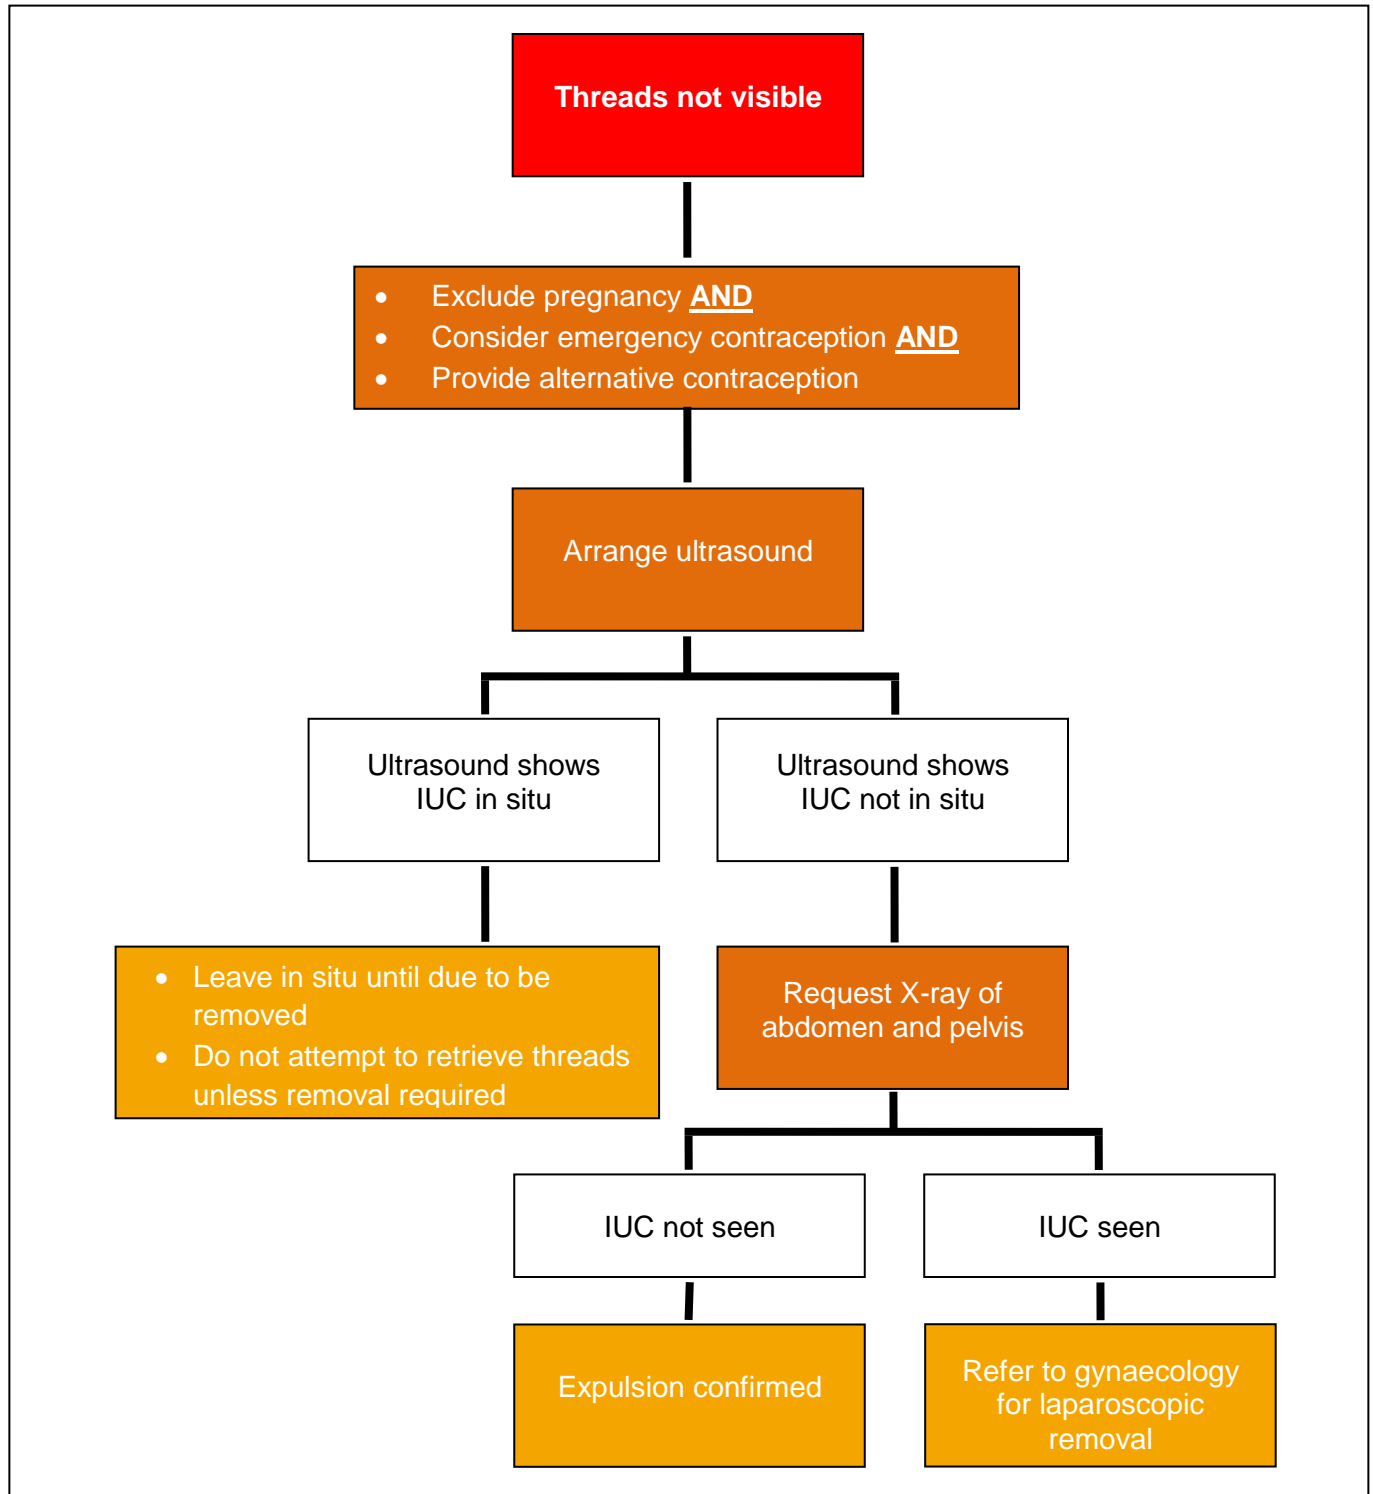 Threads not visible
• Exclude pregnancy AND
• Consider emergency contraception AND
• Provide alternative contraception
Arrange ultrasound
Ultrasound shows
IUC in situ
Ultrasound shows
IUC not in situ
• Leave in situ until due to be
removed
• Do not attempt to retrieve threads
unless removal required
Request X-ray of
abdomen and pelvis
IUC not seen
IUC seen
Expulsion confirmed
Refer to gynaecology
for laparoscopic
removal